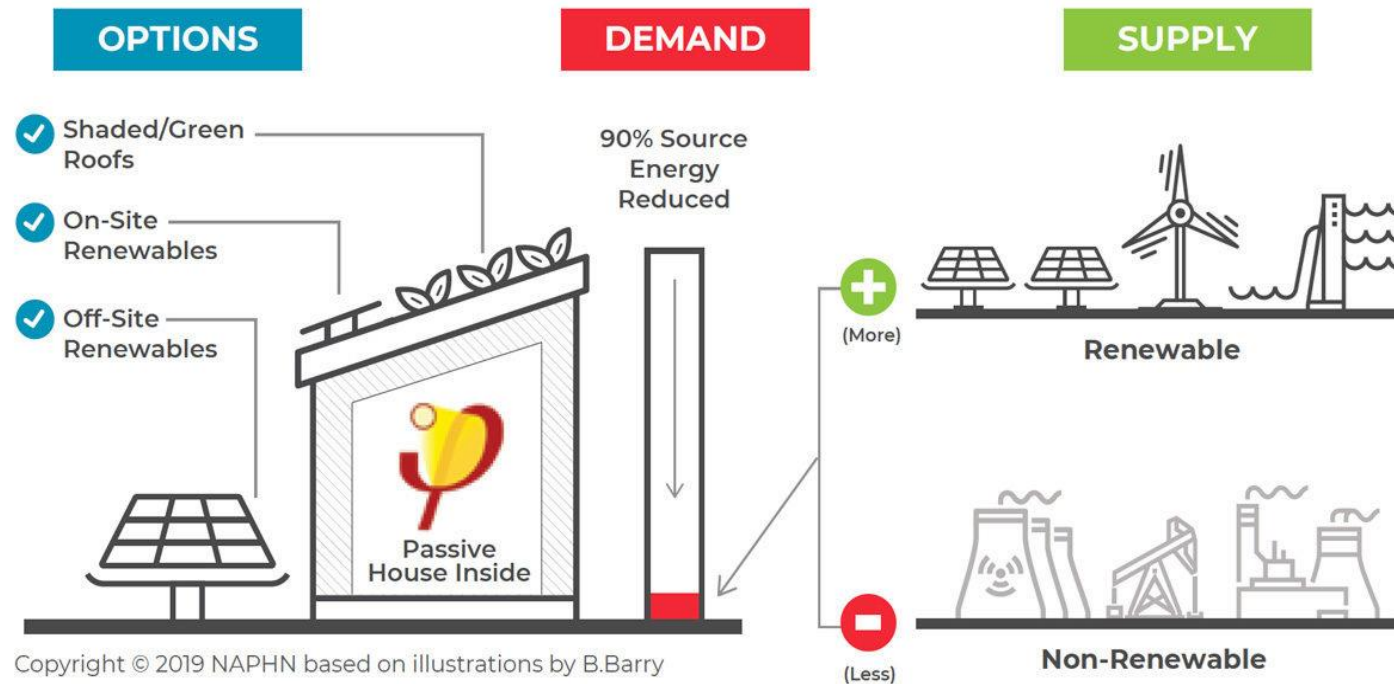 OPTIONS
DEMAND
SUPPLY
Shaded/Green
Roofs
On-Site
Renewables
Off-Site
Renewables
Passive
House Inside
90% Source
Energy
Reduced
(More)
Renewable
(Less)
Non-Renewable
Copyright © 2019 NAPHN based on illustrations by B.Barry